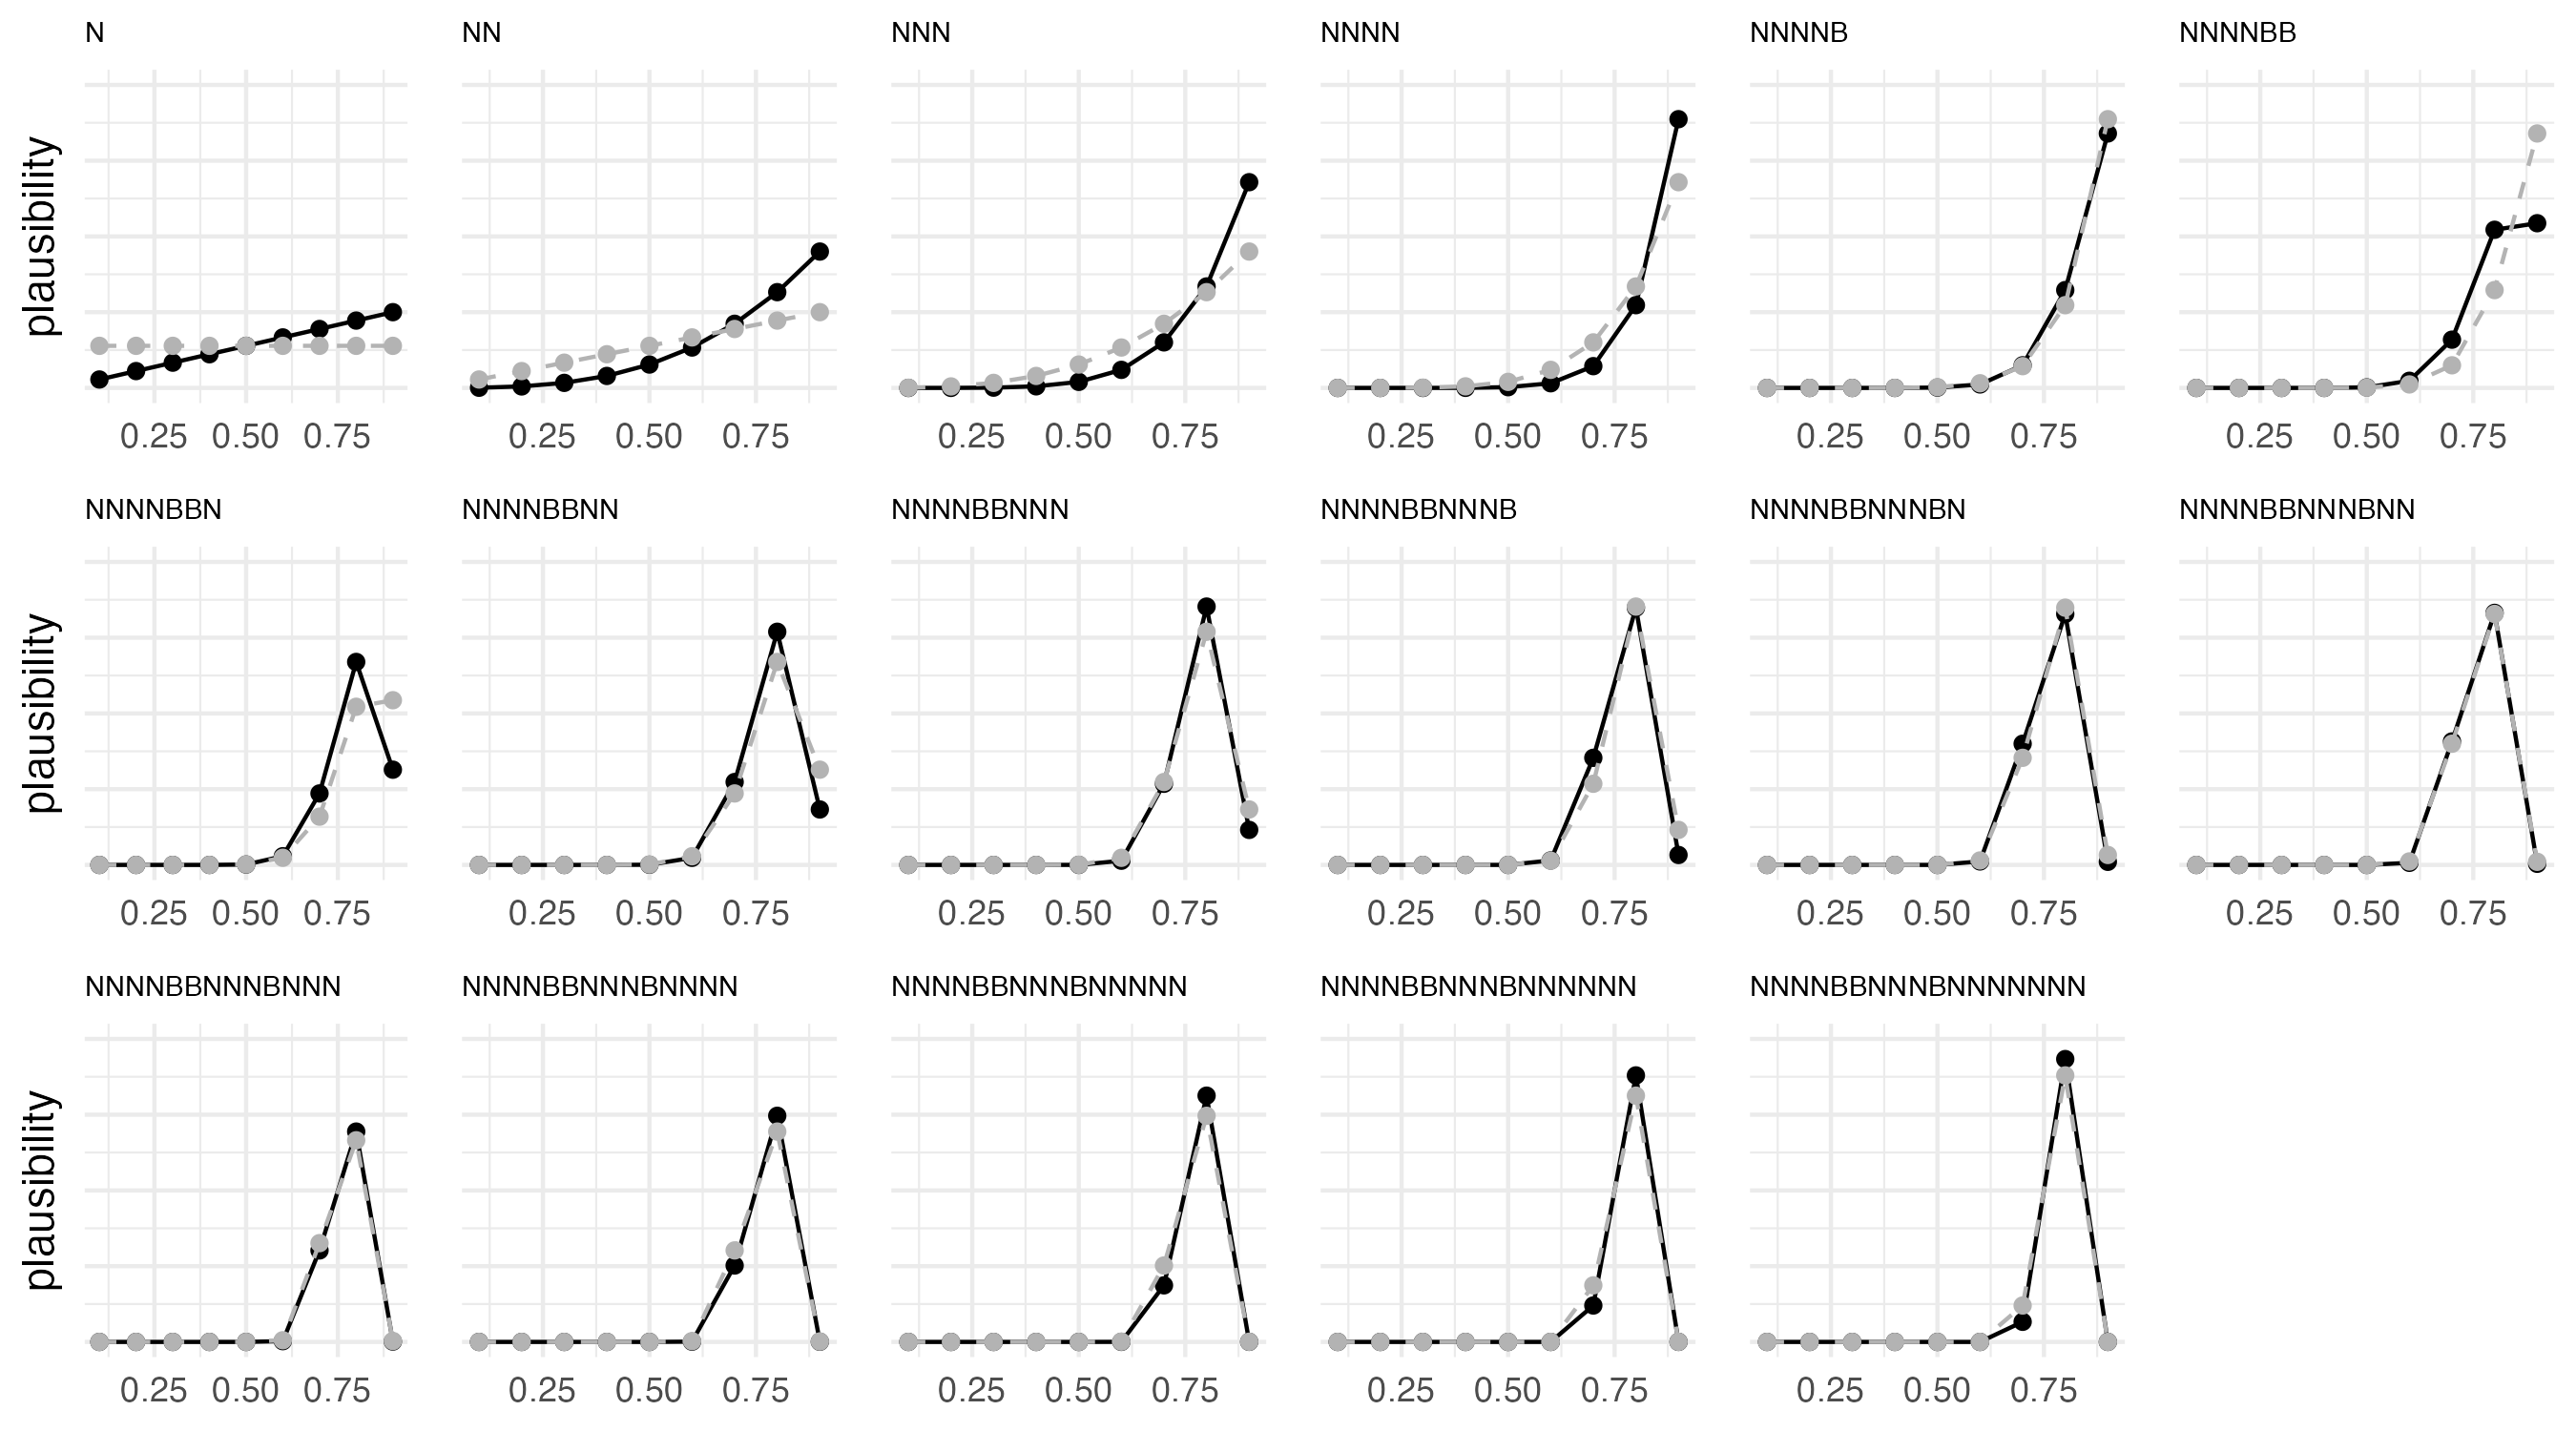 N NN NNN NNNN NNNNB NNNNBB
plausibility
0.25 0.50 0.75 0.25 0.50 0.75 0.25 0.50 0.75 0.25 0.50 0.75 0.25 0.50 0.75 0.25 0.50 0.75
NNNNBBN NNNNBBNN NNNNBBNNN NNNNBBNNNB NNNNBBNNNBN NNNNBBNNNBNN
plausibility
0.25 0.50 0.75 0.25 0.50 0.75 0.25 0.50 0.75 0.25 0.50 0.75 0.25 0.50 0.75 0.25 0.50 0.75
NNNNBBNNNBNNN NNNNBBNNNBNNNN NNNNBBNNNBNNNNN NNNNBBNNNBNNNNNN NNNNBBNNNBNNNNNNN
plausibility
0.25 0.50 0.75 0.25 0.50 0.75 0.25 0.50 0.75 0.25 0.50 0.75 0.25 0.50 0.75